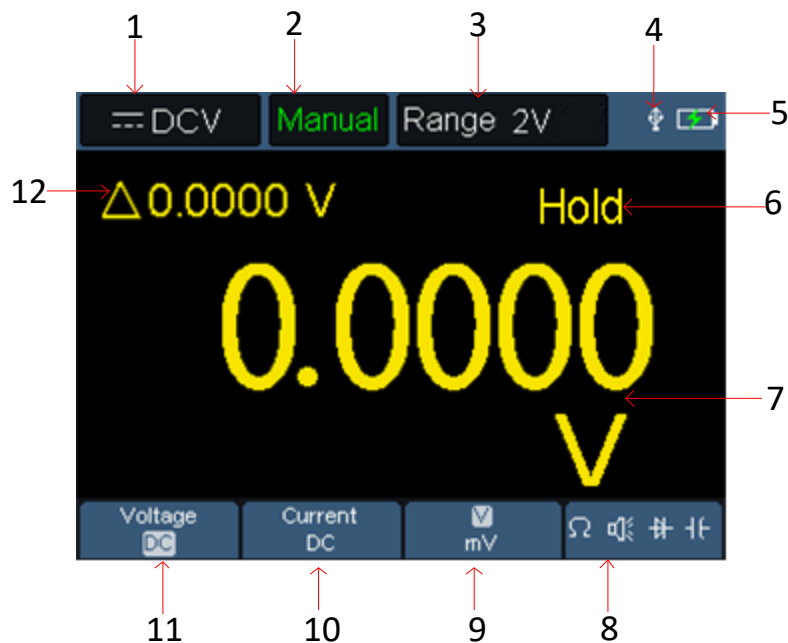 1
2
3
4
DCV
Manual
Range 2V
5
12
△0.0000 V
Hold
6
0.0000
7
V
Voltage
DC
Current
DC
V
mV
Ω
11
10
9
8